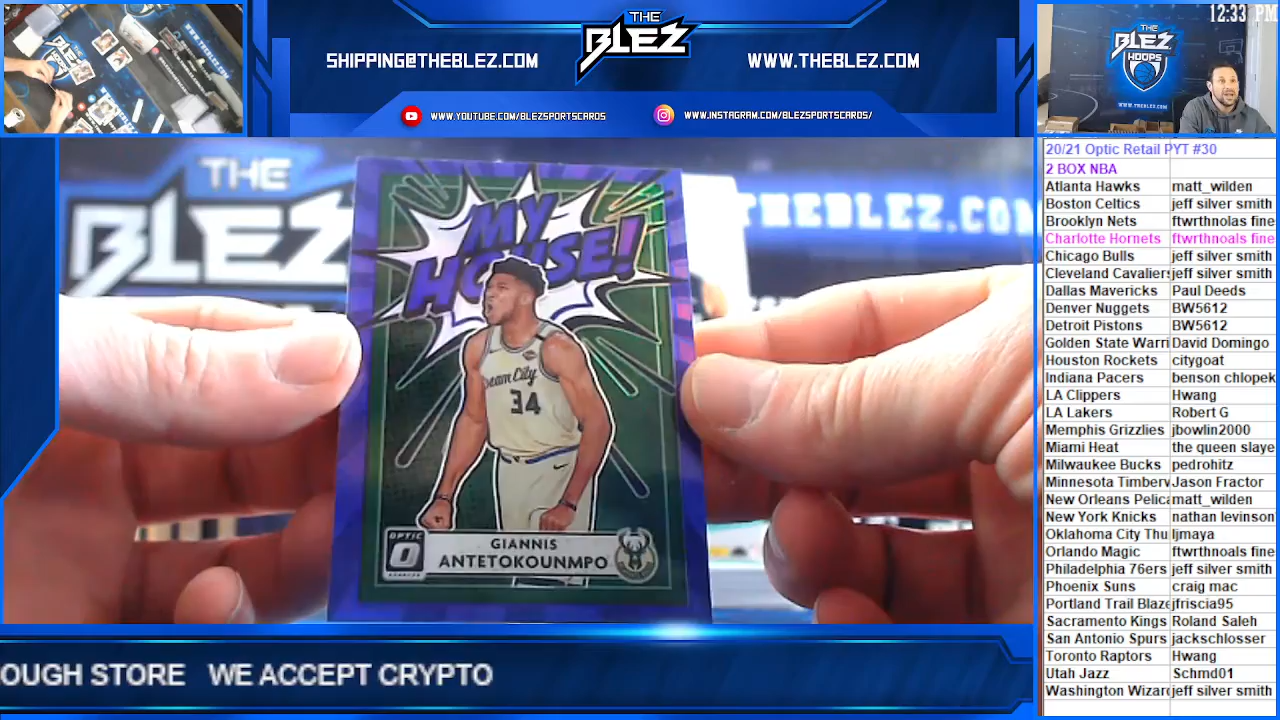 12:33 PM
THE
BLEZ
SHIPPING@THEBLEZ.COM
WWW.THEBLEZ.COM
WWW.YOUTUBE.COM/BLEZSPORTSCARDS
WWW.INSTAGRAM.COM/BLEZSPORTSCARDS/
THE
BLEZ
HOOPS
WWW.THEBLEZ.COM
THE
BLEZ
THEBLEZ.CO
MY
HOUSE!
Dream City
34
OPTIC
GIANNIS
ANTETOKOUNMPO
20/21 Optic Retail PYT #30
2 BOX NBA
Atlanta Hawks matt_wilden
Boston Celtics jeff silver smith
Brooklyn Nets ftwrthnolas fine
Charlotte Hornets ftwrthnoals fine
Chicago Bulls jeff silver smith
Cleveland Cavaliers jeff silver smith
Dallas Mavericks Paul Deeds
Denver Nuggets BW5612
Detroit Pistons BW5612
Golden State Warri David Domingo
Houston Rockets citygoat
Indiana Pacers benson chlopek
LA Clippers Hwang
LA Lakers Robert G
Memphis Grizzlies jbowlin2000
Miami Heat the queen slaye
Milwaukee Bucks pedrohitz
Minnesota Timberv Jason Fractor
New Orleans Pelica matt_wilden
New York Knicks nathan levinson
Oklahoma City Thu ljmaya
Orlando Magic ftwrthnoals fine
Philadelphia 76ers jeff silver smith
Phoenix Suns craig mac
Portland Trail Blaze jfriscia95
Sacramento Kings Roland Saleh
San Antonio Spurs jackschlosser
Toronto Raptors Hwang
Utah Jazz Schmd01
Washington Wizard jeff silver smith
OUGH STORE WE ACCEPT CRYPTO